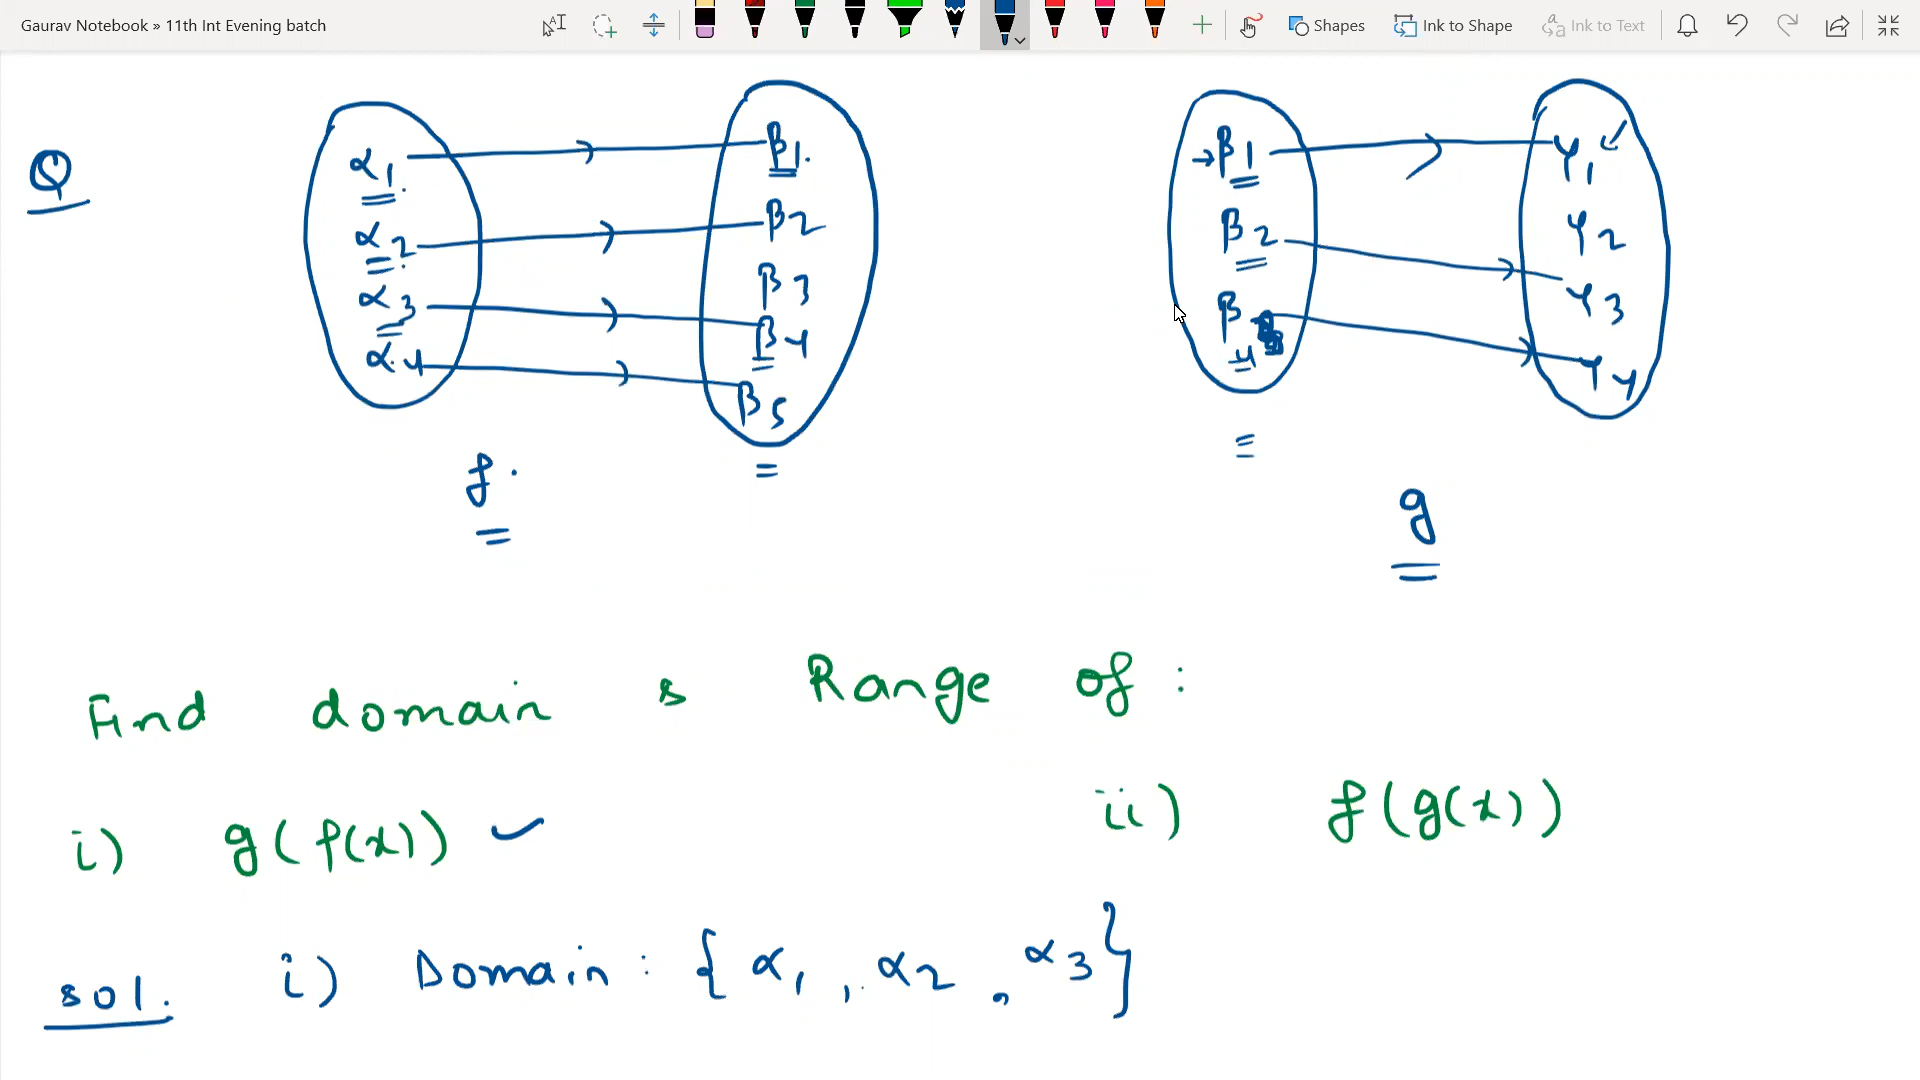 Gaurav Notebook » 11th Int Evening batch
Shapes Ink to Shape Ink to Text
Q
α1 β1. β1 γ1
α2 β2 β2 γ2
α3 β3 β4 γ3
α4 β4 γ4
β5
f.
g
Find domain & Range of :
i) g(f(x)) ii) f(g(x))
sol. i) Domain : { α1 , α2 , α3 }